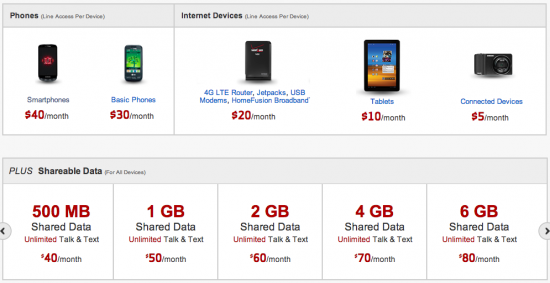 Phones (Line Access Per Device)
Internet Devices (Line Access Per Device)
Smartphones
$40/month
Basic Phones
$30/month
4G LTE Router, Jetpacks, USB
Modems, HomeFusion Broadband
$20/month
Tablets
$10/month
Connected Devices
$5/month
PLUS Shareable Data (For All Devices)
500 MB
Shared Data
Unlimited Talk & Text
$40/month
1 GB
Shared Data
Unlimited Talk & Text
$50/month
2 GB
Shared Data
Unlimited Talk & Text
$60/month
4 GB
Shared Data
Unlimited Talk & Text
$70/month
6 GB
Shared Data
Unlimited Talk & Text
$80/month